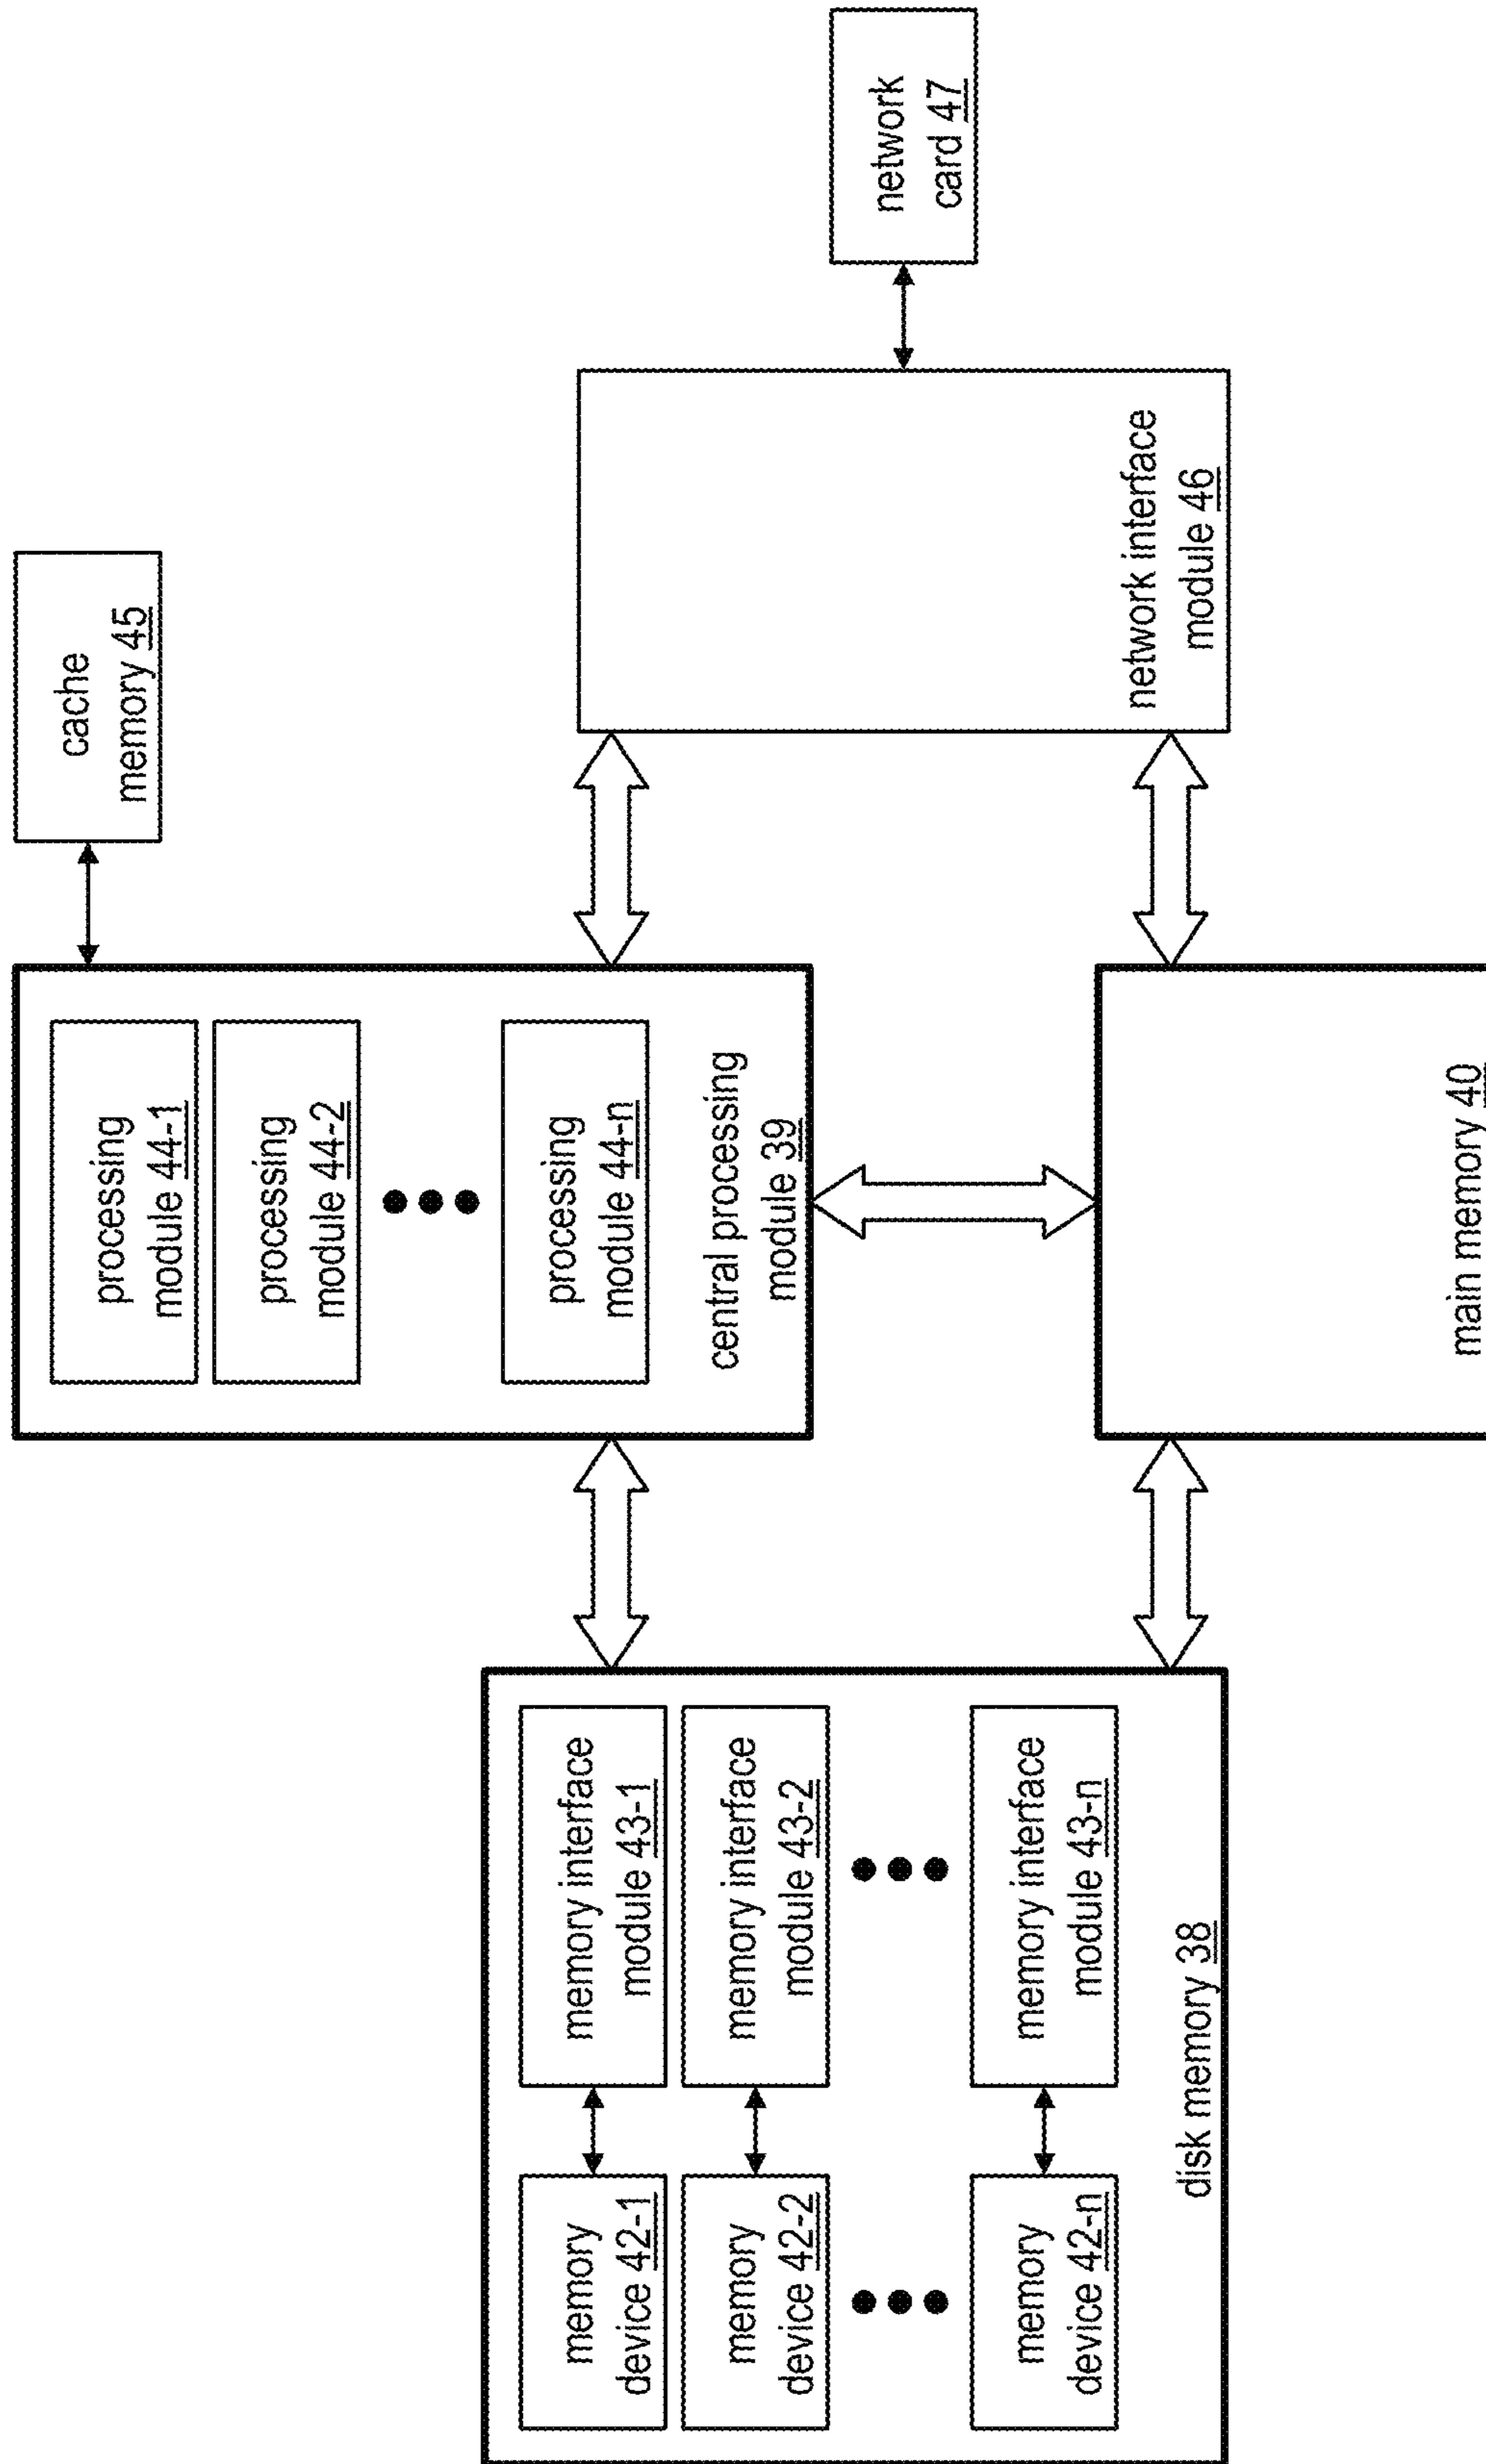 memory
device 42-1
memory interface
module 43-1
memory
device 42-2
memory interface
module 43-2
memory
device 42-n
memory interface
module 43-n
disk memory 38
processing
module 44-1
processing
module 44-2
processing
module 44-n
central processing
module 39
cache
memory 45
main memory 40
network interface
module 46
network
card 47